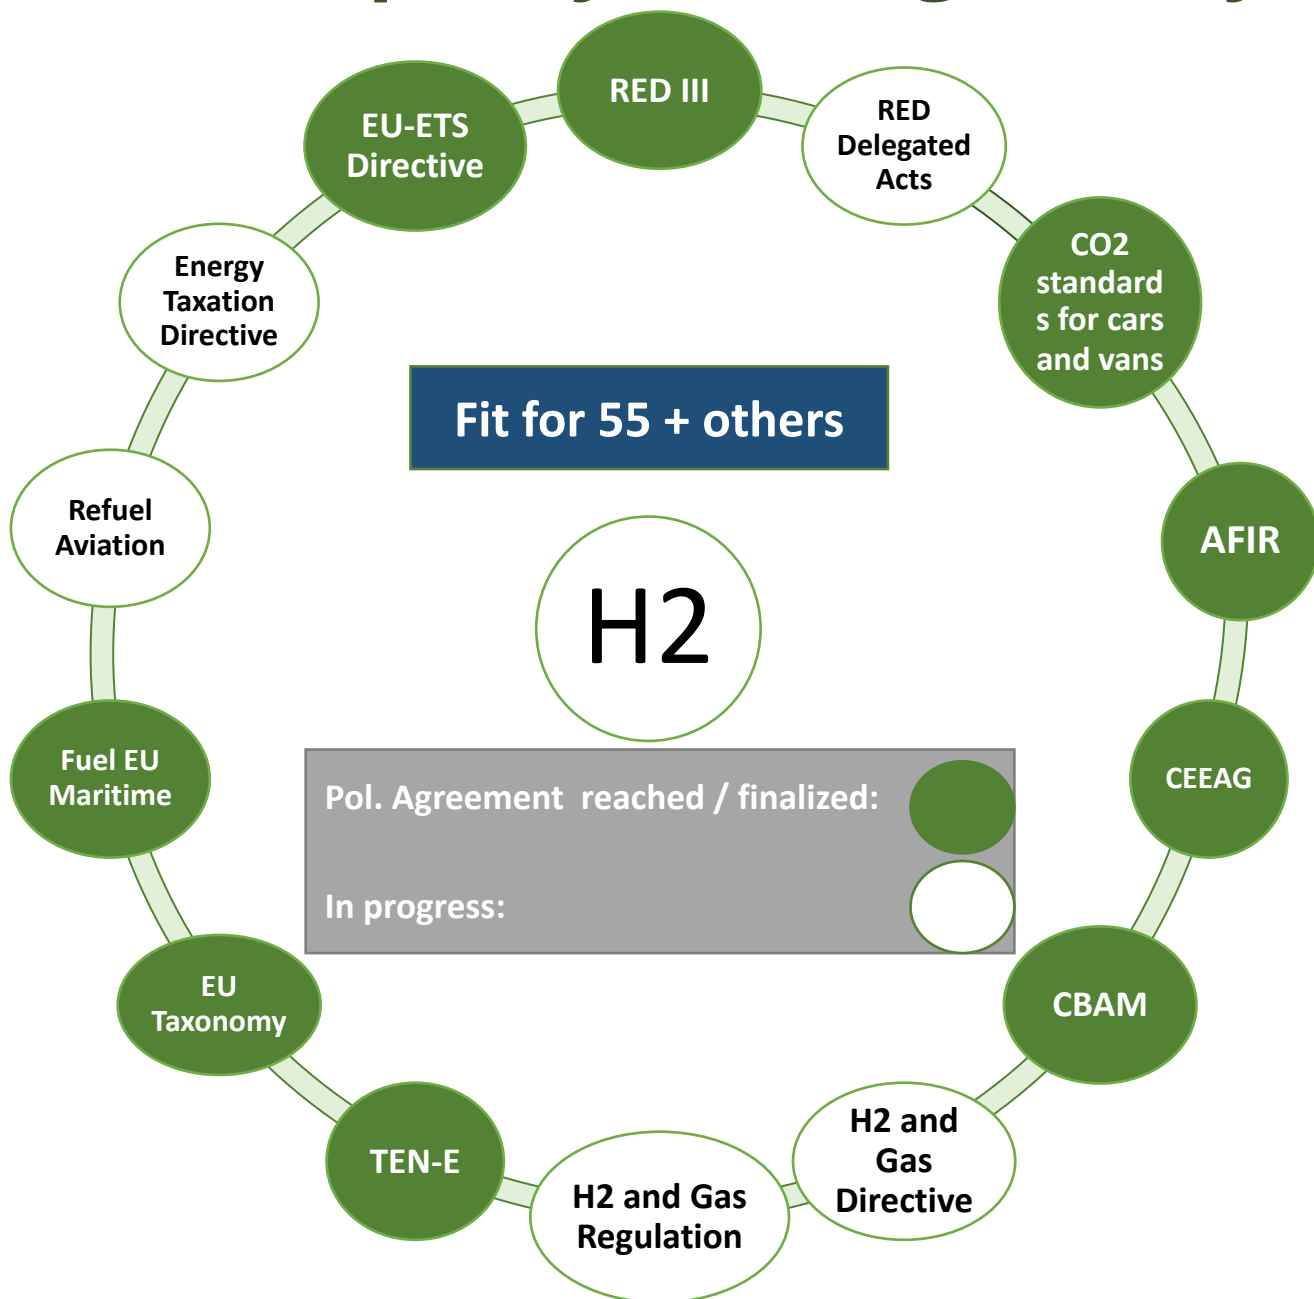 RED III
RED
Delegated
Acts
CO2
standard
s for cars
and vans
AFIR
CEEAG
CBAM
H2 and
Gas
Directive
H2 and Gas
Regulation
TEN-E
EU
Taxonomy
Fuel EU
Maritime
Refuel
Aviation
Energy
Taxation
Directive
EU-ETS
Directive
Fit for 55 + others
H2
Pol. Agreement reached / finalized:
In progress: